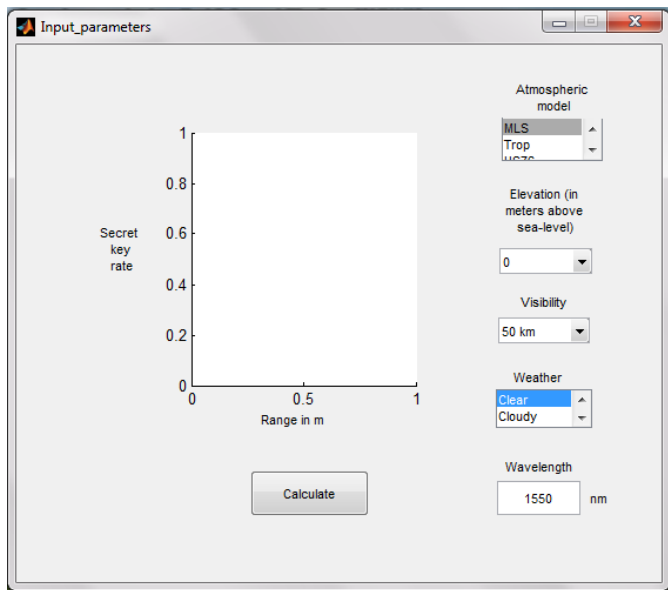 Input_parameters
Atmospheric
model
MLS
Trop
Elevation (in
meters above
sea-level)
0
Visibility
50 km
Weather
Clear
Cloudy
Wavelength
1550 nm
Secret
key
rate
1
0.8
0.6
0.4
0.2
0
0 0.5 1
Range in m
Calculate